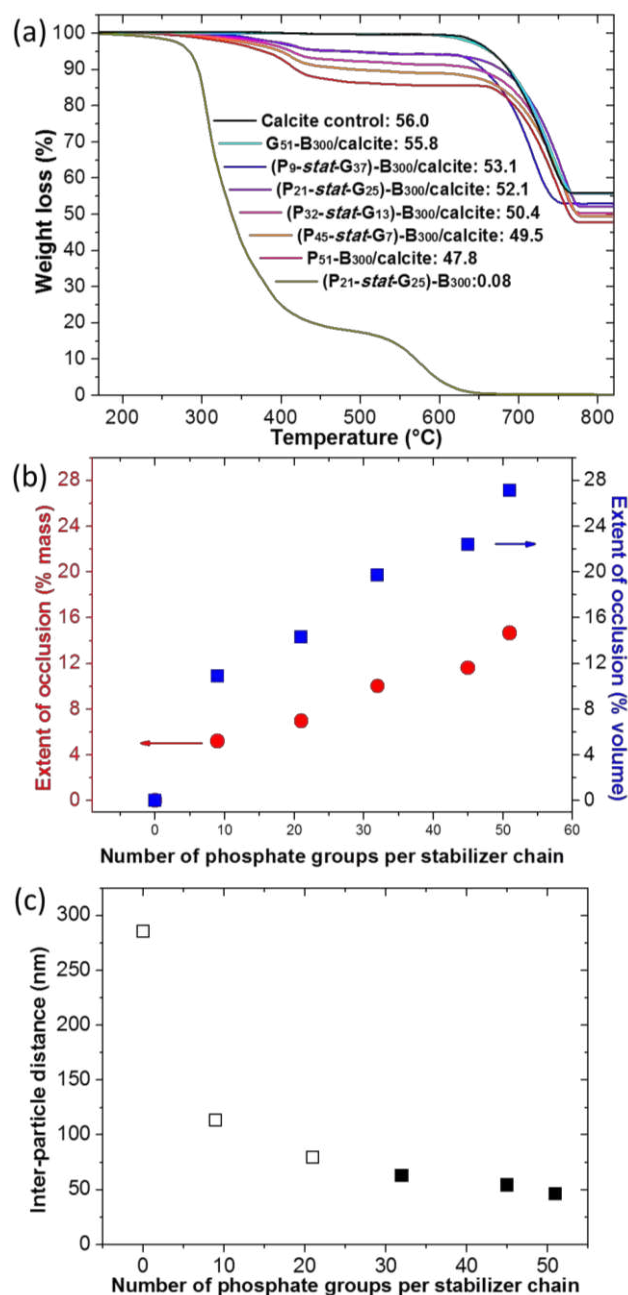 (a)
100
90
80
70
60
50
40
30
20
10
0
Weight loss (%)
Calcite control: 56.0
G51-B300/calcite: 55.8
(P9-stat-G37)-B300/calcite: 53.1
(P21-stat-G25)-B300/calcite: 52.1
(P32-stat-G13)-B300/calcite: 50.4
(P45-stat-G7)-B300/calcite: 49.5
P51-B300/calcite: 47.8
(P21-stat-G25)-B300:0.08
200 300 400 500 600 700 800
Temperature (°C)
(b)
28
24
20
16
12
8
4
0
Extent of occlusion (% mass)
28
24
20
16
12
8
4
0
Extent of occlusion (% volume)
0 10 20 30 40 50 60
Number of phosphate groups per stabilizer chain
(c)
300
250
200
150
100
50
0
Inter-particle distance (nm)
0 10 20 30 40 50
Number of phosphate groups per stabilizer chain